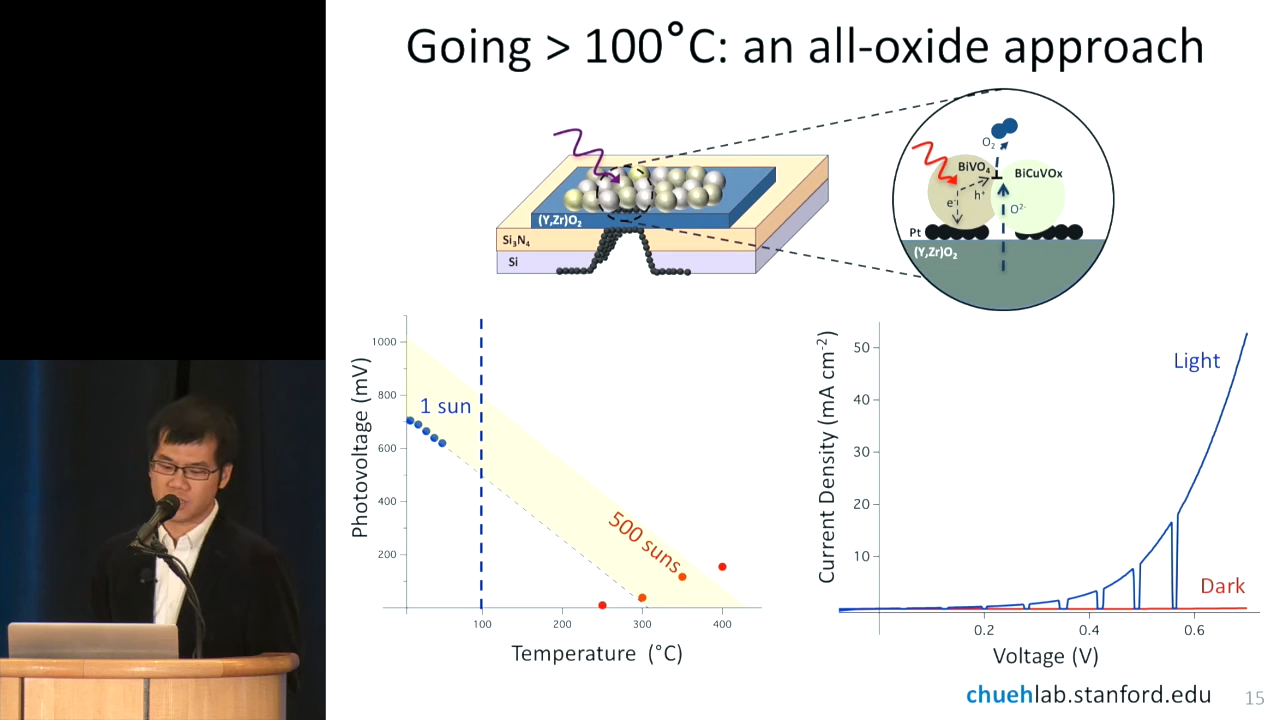 Going > 100°C: an all-oxide approach
(Y,Zr)O₂
Si₃N₄
Si
O₂
BiVO₄
BiCuVOx
h⁺
e⁻
O²⁻
Pt
(Y,Zr)O₂
Photovoltage (mV)
1000
800
600
400
200
1 sun
500 suns
100
200
300
400
Temperature (°C)
Current Density (mA cm⁻²)
50
40
30
20
10
Light
Dark
0.2
0.4
0.6
Voltage (V)
chuehlab.stanford.edu
15